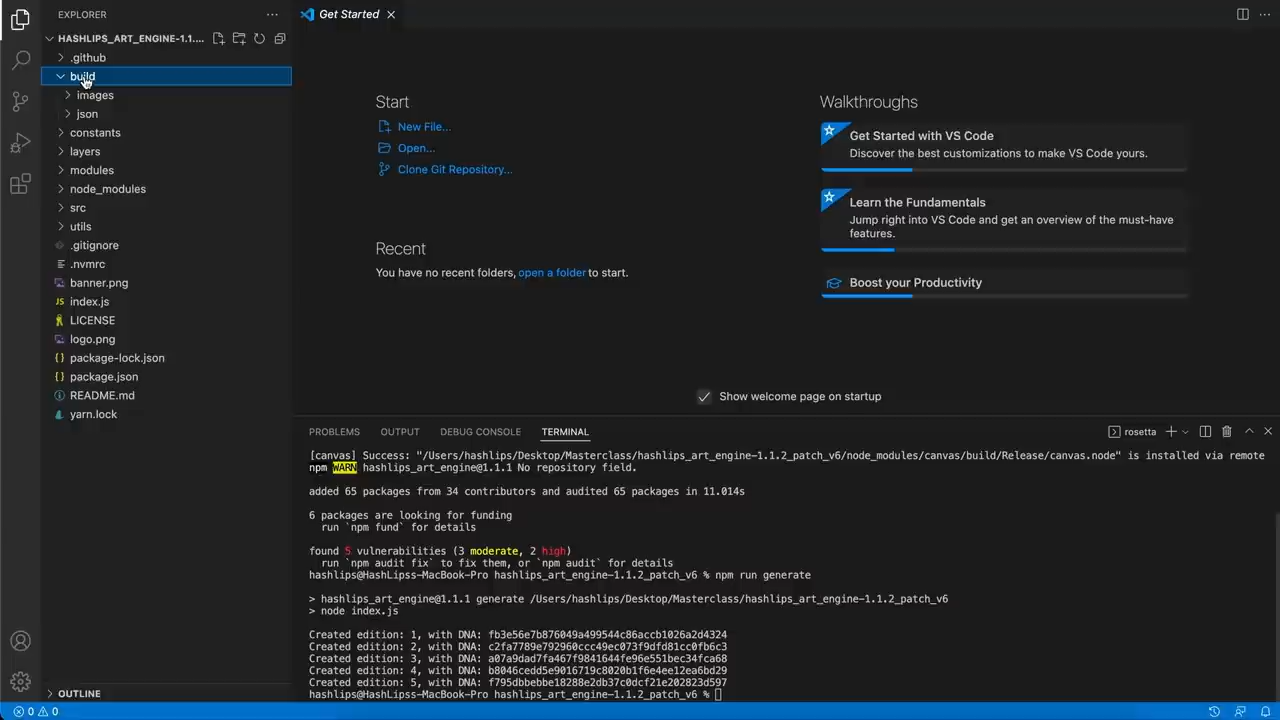 EXPLORER
HASHLIPS_ART_ENGINE-1.1....
.github
build
images
json
constants
layers
modules
node_modules
src
utils
.gitignore
.nvmrc
banner.png
JS index.js
LICENSE
logo.png
{} package-lock.json
{} package.json
README.md
yarn.lock
OUTLINE
Get Started
Start
New File...
Open...
Clone Git Repository...
Recent
You have no recent folders, open a folder to start.
Walkthroughs
Get Started with VS Code
Discover the best customizations to make VS Code yours.
Learn the Fundamentals
Jump right into VS Code and get an overview of the must-have
features.
Boost your Productivity
Show welcome page on startup
PROBLEMS OUTPUT DEBUG CONSOLE TERMINAL rosetta
[canvas] Success: "/Users/hashlips/Desktop/Masterclass/hashlips_art_engine-1.1.2_patch_v6/node_modules/canvas/build/Release/canvas.node" is installed via remote
npm WARN hashlips_art_engine@1.1.1 No repository field.
added 65 packages from 34 contributors and audited 65 packages in 11.014s
6 packages are looking for funding
run `npm fund` for details
found 5 vulnerabilities (3 moderate, 2 high)
run `npm audit fix` to fix them, or `npm audit` for details
hashlips@HashLipss-MacBook-Pro hashlips_art_engine-1.1.2_patch_v6 % npm run generate
> hashlips_art_engine@1.1.1 generate /Users/hashlips/Desktop/Masterclass/hashlips_art_engine-1.1.2_patch_v6
> node index.js
Created edition: 1, with DNA: fb3e56e7b876049a499544c86accb1026a2d4324
Created edition: 2, with DNA: c2fa7789e792960ccc49ec073f9dfd81cc0fb6c3
Created edition: 3, with DNA: a07a9dad7fa467f9841644fe96e551bec34fca68
Created edition: 4, with DNA: b8046cedd5e9016719c8020b1f6e4ee12ea6bd29
Created edition: 5, with DNA: f795dbbebbe18288e2db37c0dcf21e202823d597
hashlips@HashLipss-MacBook-Pro hashlips_art_engine-1.1.2_patch_v6 %
0 0